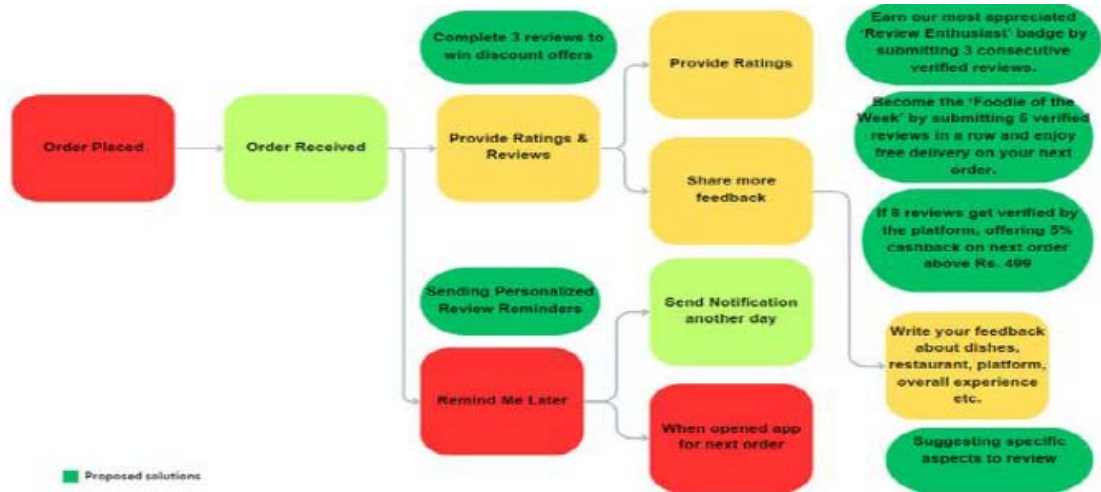 Order Placed
Order Received
Complete 3 reviews to
win discount offers
Provide Ratings &
Reviews
Provide Ratings
Share more
feedback
Earn our most appreciated
'Review Enthusiast' badge by
submitting 3 consecutive
verified reviews.
Become the 'Foodie of the
Week' by submitting 5 verified
reviews in a row and enjoy
free delivery on your next
order.
If 8 reviews get verified by
the platform, offering 5%
cashback on next order
above Rs. 499
Sending Personalized
Review Reminders
Remind Me Later
Send Notification
another day
When opened app
for next order
Write your feedback
about dishes,
restaurant, platform,
overall experience
etc.
Suggesting specific
aspects to review
Proposed solutions